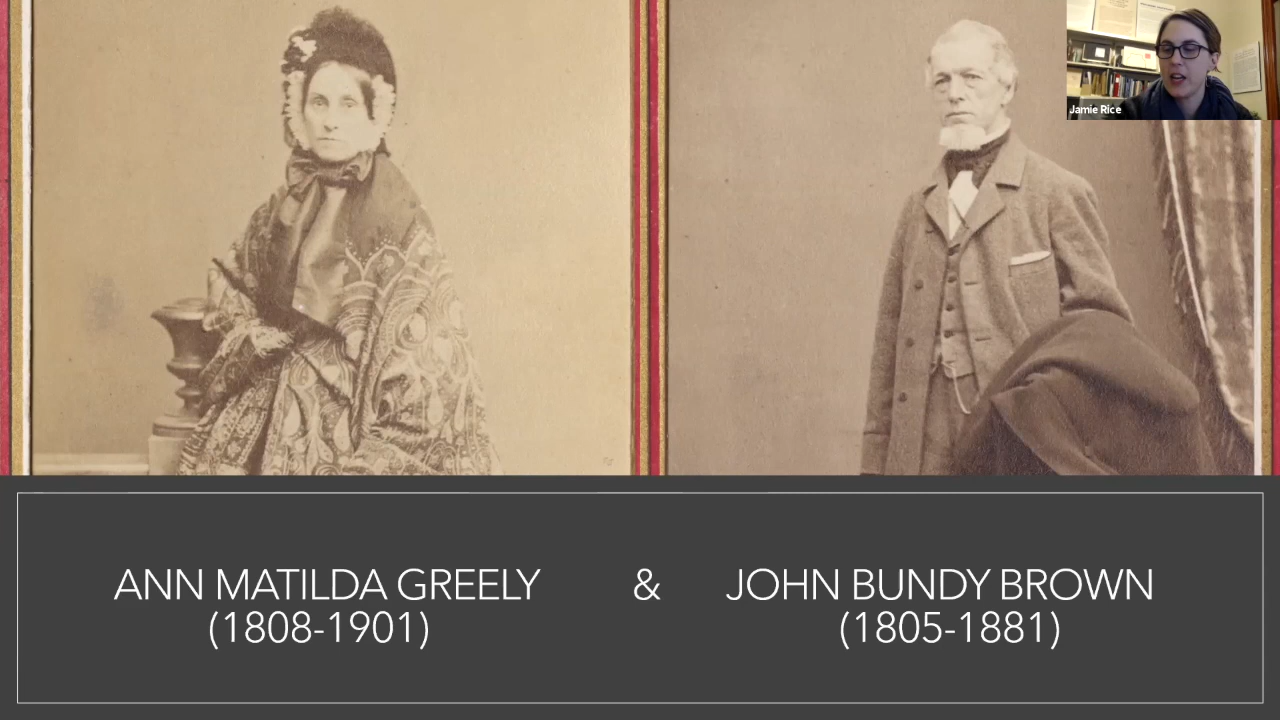 Jamie Rice
ANN MATILDA GREELY & JOHN BUNDY BROWN
(1808-1901) (1805-1881)